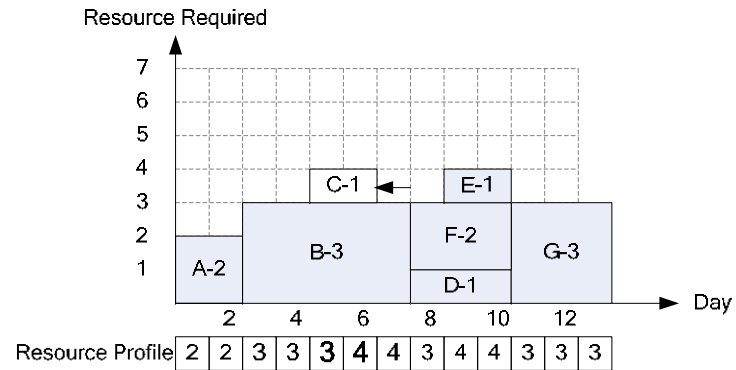 Resource Required
7
6
5
4
3
2
1
C-1
E-1
A-2
B-3
F-2
D-1
G-3
2 4 6 8 10 12
Day
Resource Profile 2 2 3 3 3 4 4 3 4 4 3 3 3